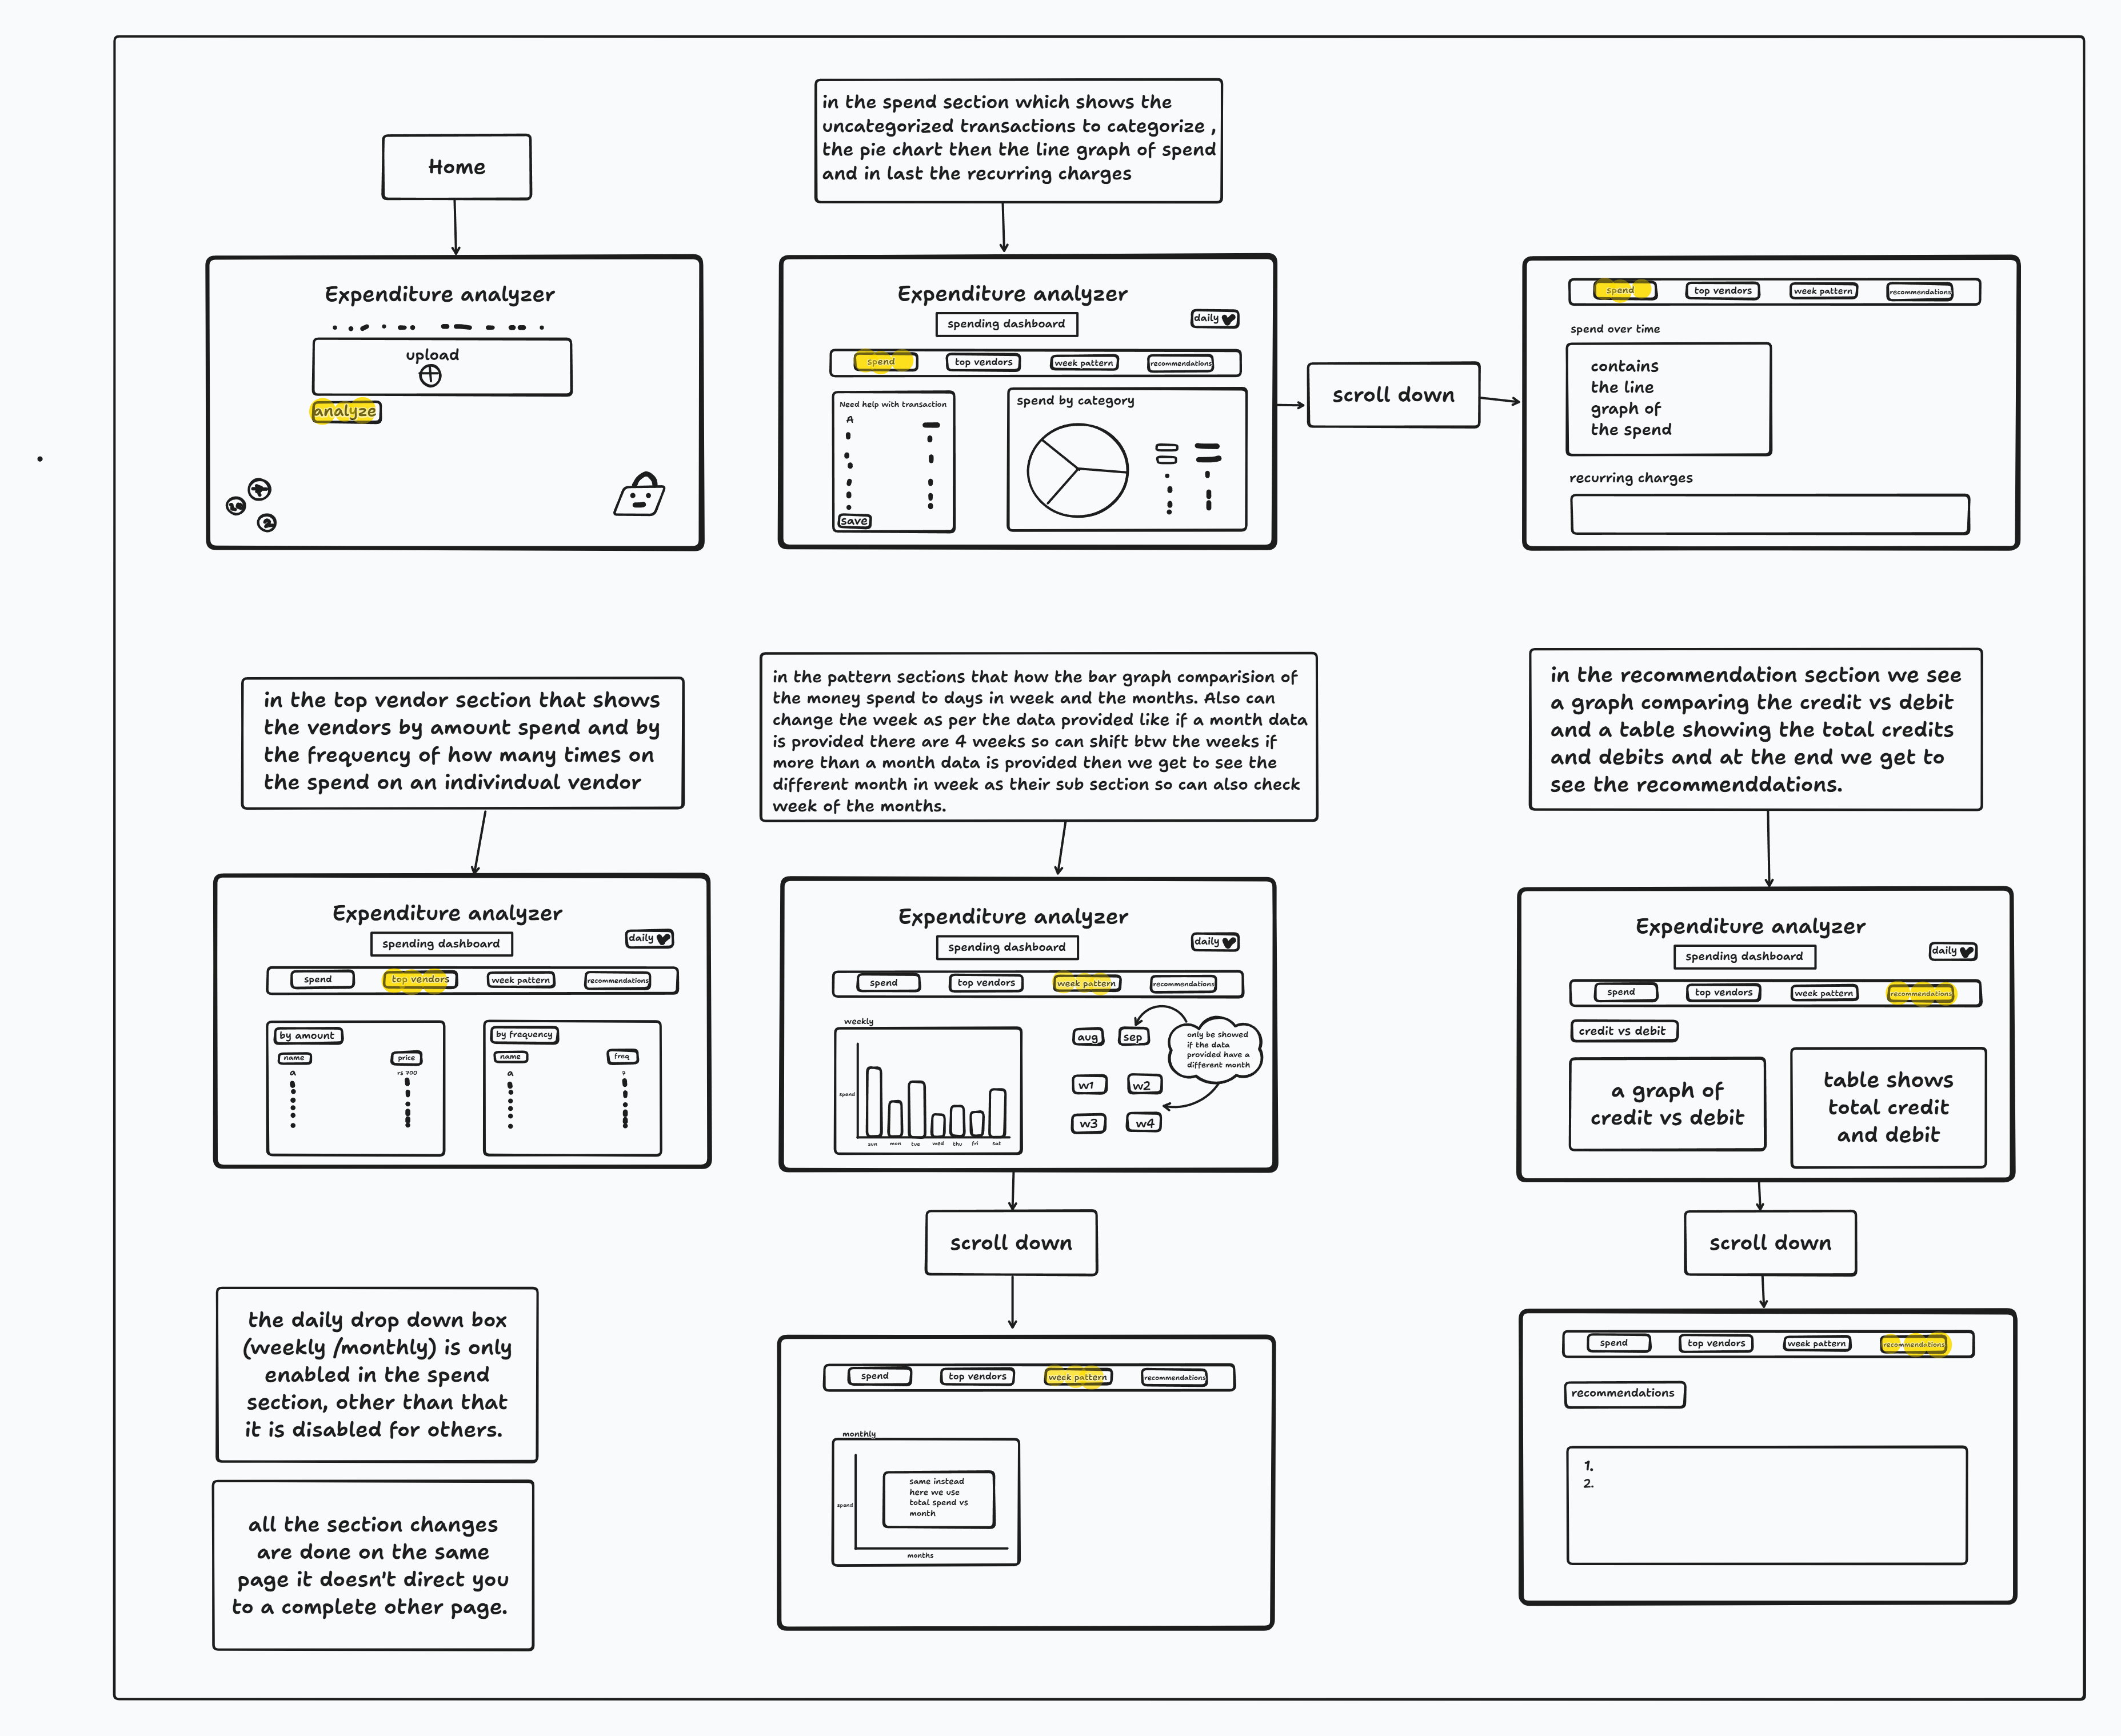 Home
Expenditure analyzer
upload
analyze
in the spend section which shows the
uncategorized transactions to categorize ,
the pie chart then the line graph of spend
and in last the recurring charges
Expenditure analyzer
spending dashboard
daily
spend
top vendors
week pattern
recommendations
Need help with transaction
A
save
spend by category
scroll down
spend
top vendors
week pattern
recommendations
spend over time
contains
the line
graph of
the spend
recurring charges
in the top vendor section that shows
the vendors by amount spend and by
the frequency of how many times on
the spend on an indivindual vendor
Expenditure analyzer
spending dashboard
daily
spend
top vendors
week pattern
recommendations
by amount
name
price
a
rs 700
by frequency
name
freq
a
7
in the pattern sections that how the bar graph comparision of
the money spend to days in week and the months. Also can
change the week as per the data provided like if a month data
is provided there are 4 weeks so can shift btw the weeks if
more than a month data is provided then we get to see the
different month in week as their sub section so can also check
week of the months.
Expenditure analyzer
spending dashboard
daily
spend
top vendors
week pattern
recommendations
weekly
spend
sun
mon
tue
wed
thu
fri
sat
aug
sep
only be showed
if the data
provided have a
different month
w1
w2
w3
w4
scroll down
spend
top vendors
week pattern
recommendations
monthly
spend
same instead
here we use
total spend vs
month
months
in the recommendation section we see
a graph comparing the credit vs debit
and a table showing the total credits
and debits and at the end we get to
see the recommenddations.
Expenditure analyzer
spending dashboard
daily
spend
top vendors
week pattern
recommendations
credit vs debit
a graph of
credit vs debit
table shows
total credit
and debit
scroll down
spend
top vendors
week pattern
recommendations
recommendations
1.
2.
the daily drop down box
(weekly /monthly) is only
enabled in the spend
section, other than that
it is disabled for others.
all the section changes
are done on the same
page it doesn't direct you
to a complete other page.